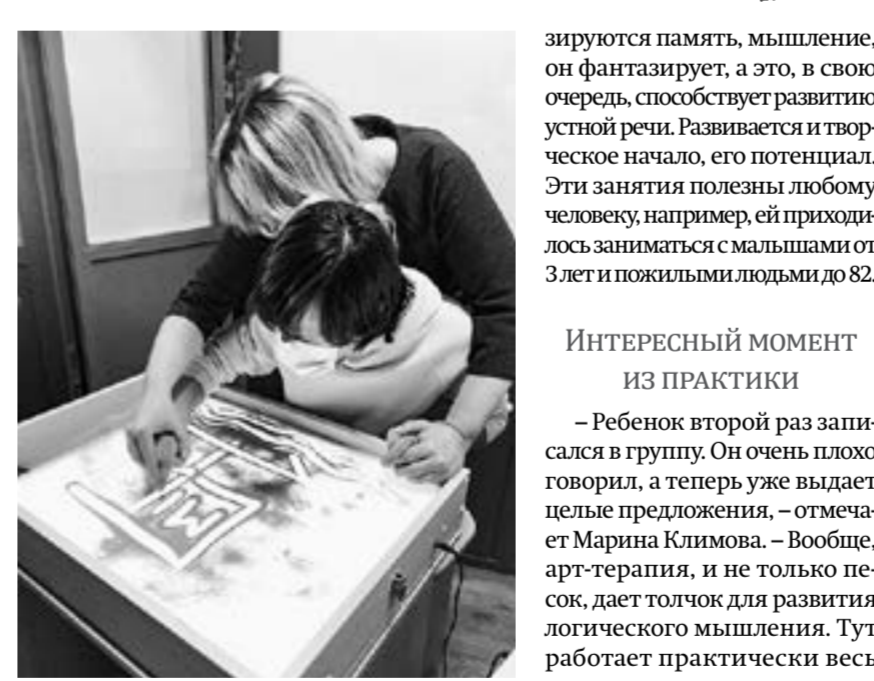 зируются память, мышление,
он фантазирует, а это, в свою
очередь, способствует развитию
устной речи. Развивается и твор-
ческое начало, его потенциал.
Эти занятия полезны любому
человеку, например, ей приходи-
лось заниматься с малышами от
3 лет и пожилыми людьми до 82.
Интересный момент
из практики
– Ребенок второй раз запи-
сался в группу. Он очень плохо
говорил, а теперь уже выдает
целые предложения, – отмеча-
ет Марина Климова. – Вообще,
арт-терапия, и не только пе-
сок, дает толчок для развития
логического мышления. Тут
работает практически весь